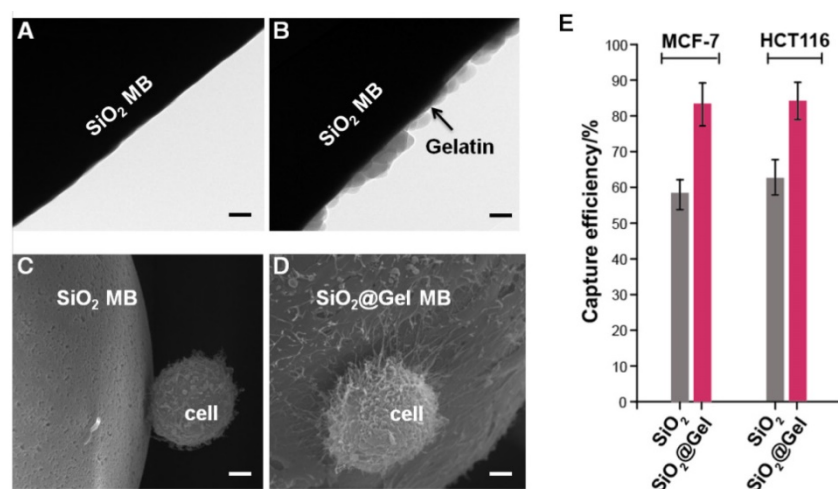 A
SiO₂ MB
B
SiO₂ MB
Gelatin
C
SiO₂ MB
cell
D
SiO₂@Gel MB
cell
E
MCF-7
HCT116
Capture efficiency/%
100
90
80
70
60
50
40
30
20
10
0
SiO₂
SiO₂@Gel
SiO₂
SiO₂@Gel